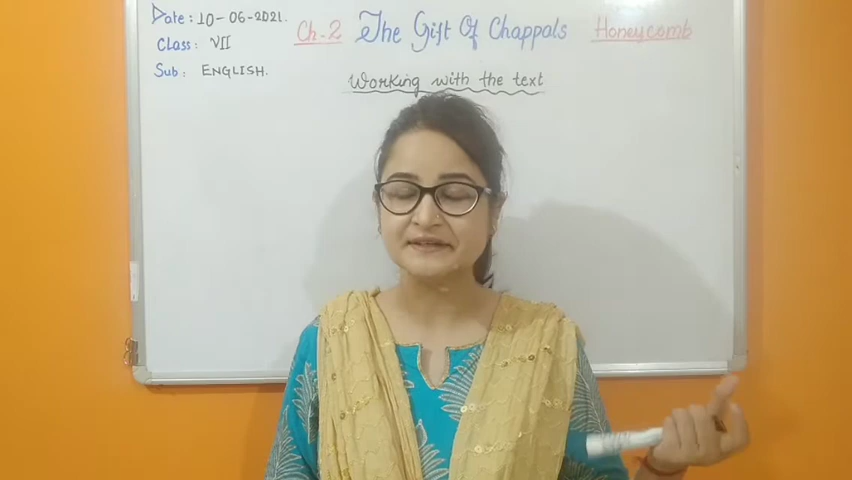 Date: 10-06-2021. Ch-2 The Gift Of Chappals Honeycomb
Class: VII
Sub: ENGLISH.
Working with the text